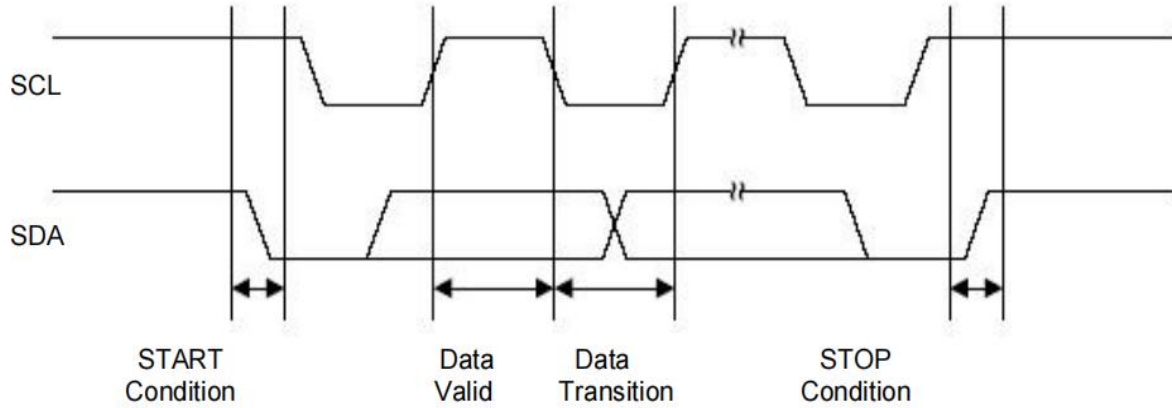 SCL
SDA
START
Condition
Data
Valid
Data
Transition
STOP
Condition